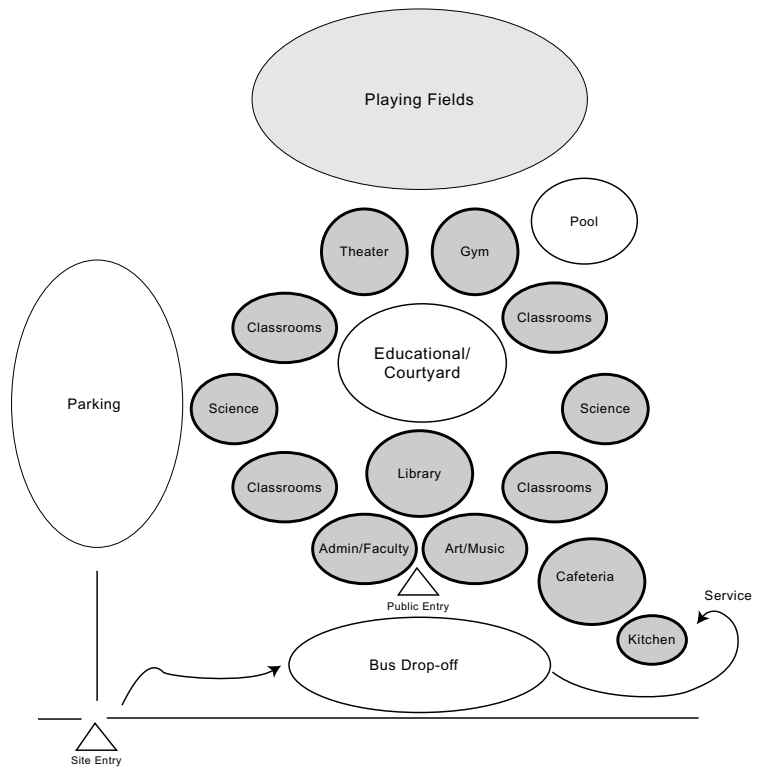 Playing Fields
Pool
Theater
Gym
Classrooms
Classrooms
Educational/
Courtyard
Parking
Science
Science
Library
Classrooms
Classrooms
Admin/Faculty
Art/Music
Cafeteria
Service
Public Entry
Kitchen
Bus Drop-off
Site Entry